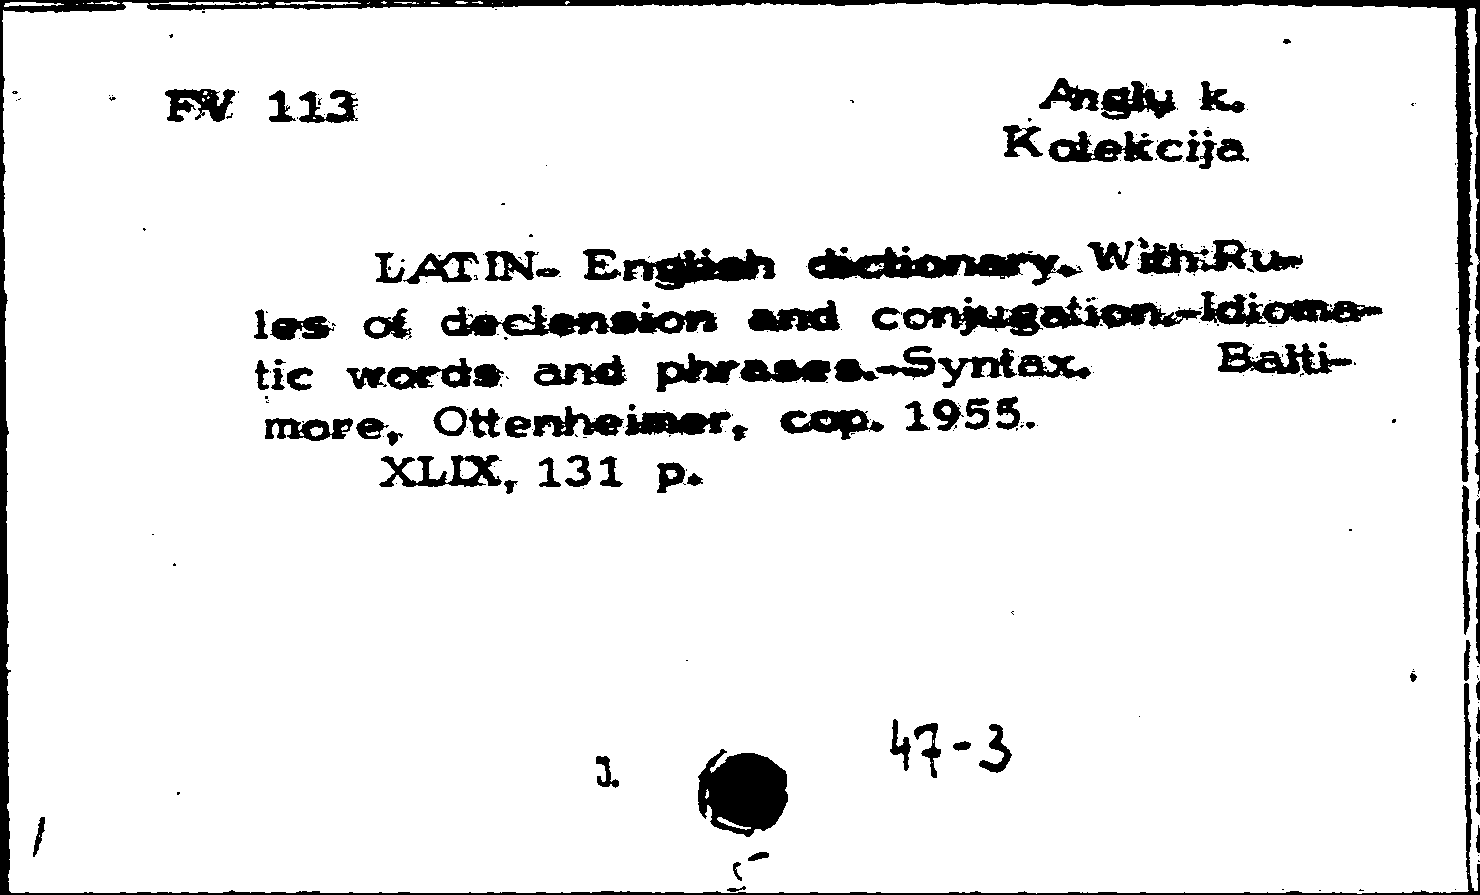 FV 113
Anglų k.
Kolekcija
LATIN- English dictionary. With Ru-
les of declension and conjugation.-Idioma-
tic words and phrases.-Syntax. Balti-
more, Ottenheimer, cop. 1955.
XLIX, 131 p.
47-3
J.